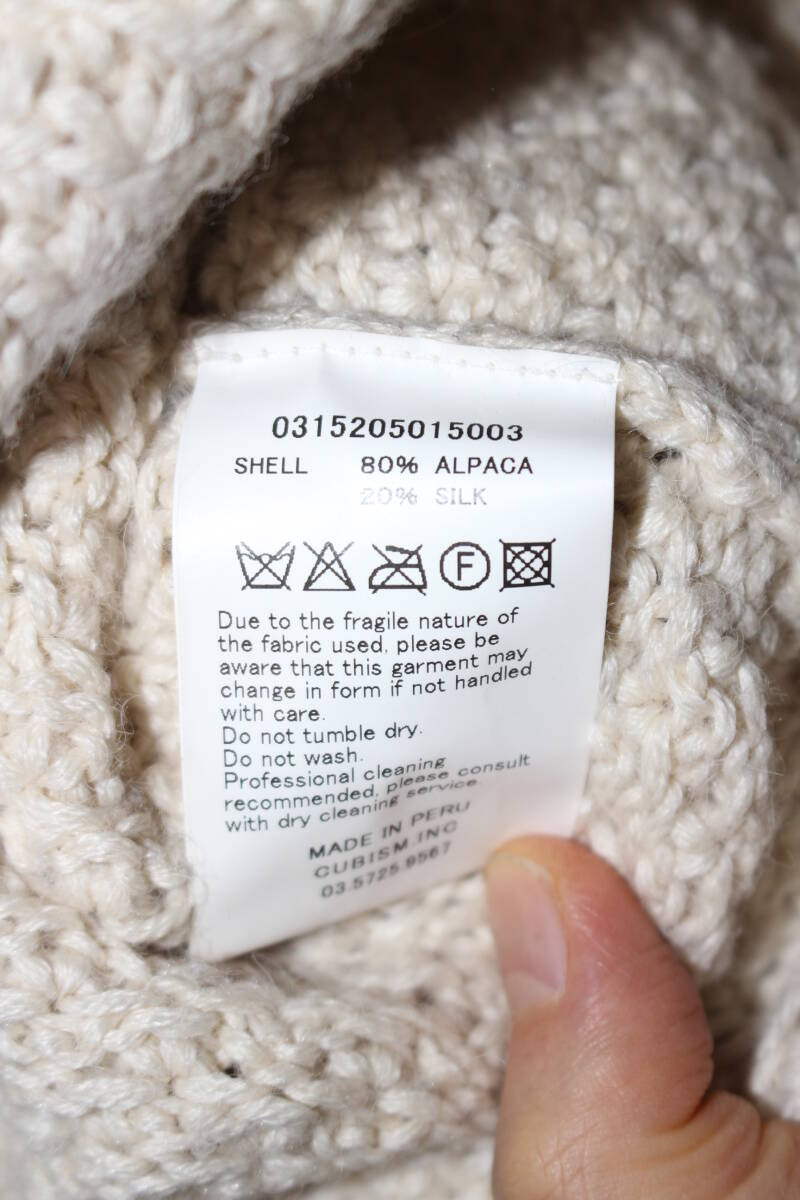 0315205015003
SHELL 80% ALPACA
20% SILK
F
Due to the fragile nature of
the fabric used, please be
aware that this garment may
change in form if not handled
with care.
Do not tumble dry.
Do not wash.
Professional cleaning
recommended, please consult
with dry cleaning service.
MADE IN PERU
CUBISM.INC
03.5725.9567